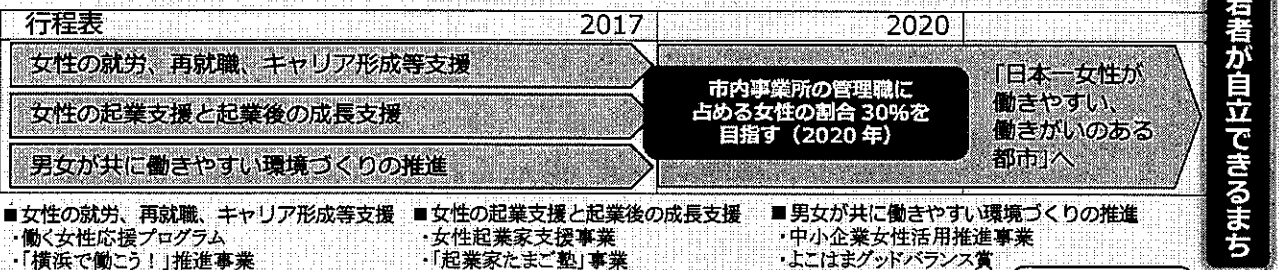 行程表 2017 2020
女性の就労、再就職、キャリア形成等支援
女性の起業支援と起業後の成長支援
男女が共に働きやすい環境づくりの推進
市内事業所の管理職に
占める女性の割合 30%を
目指す（2020 年）
「日本一女性が
働きやすい、
働きがいのある
都市」へ
若者が自立できるまち
■女性の就労、再就職、キャリア形成等支援
・働く女性応援プログラム
・「横浜で働こう！」推進事業
■女性の起業支援と起業後の成長支援
・女性起業家支援事業
・「起業家たまご塾」事業
■男女が共に働きやすい環境づくりの推進
・中小企業女性活用推進事業
・よこはまグッドバランス賞